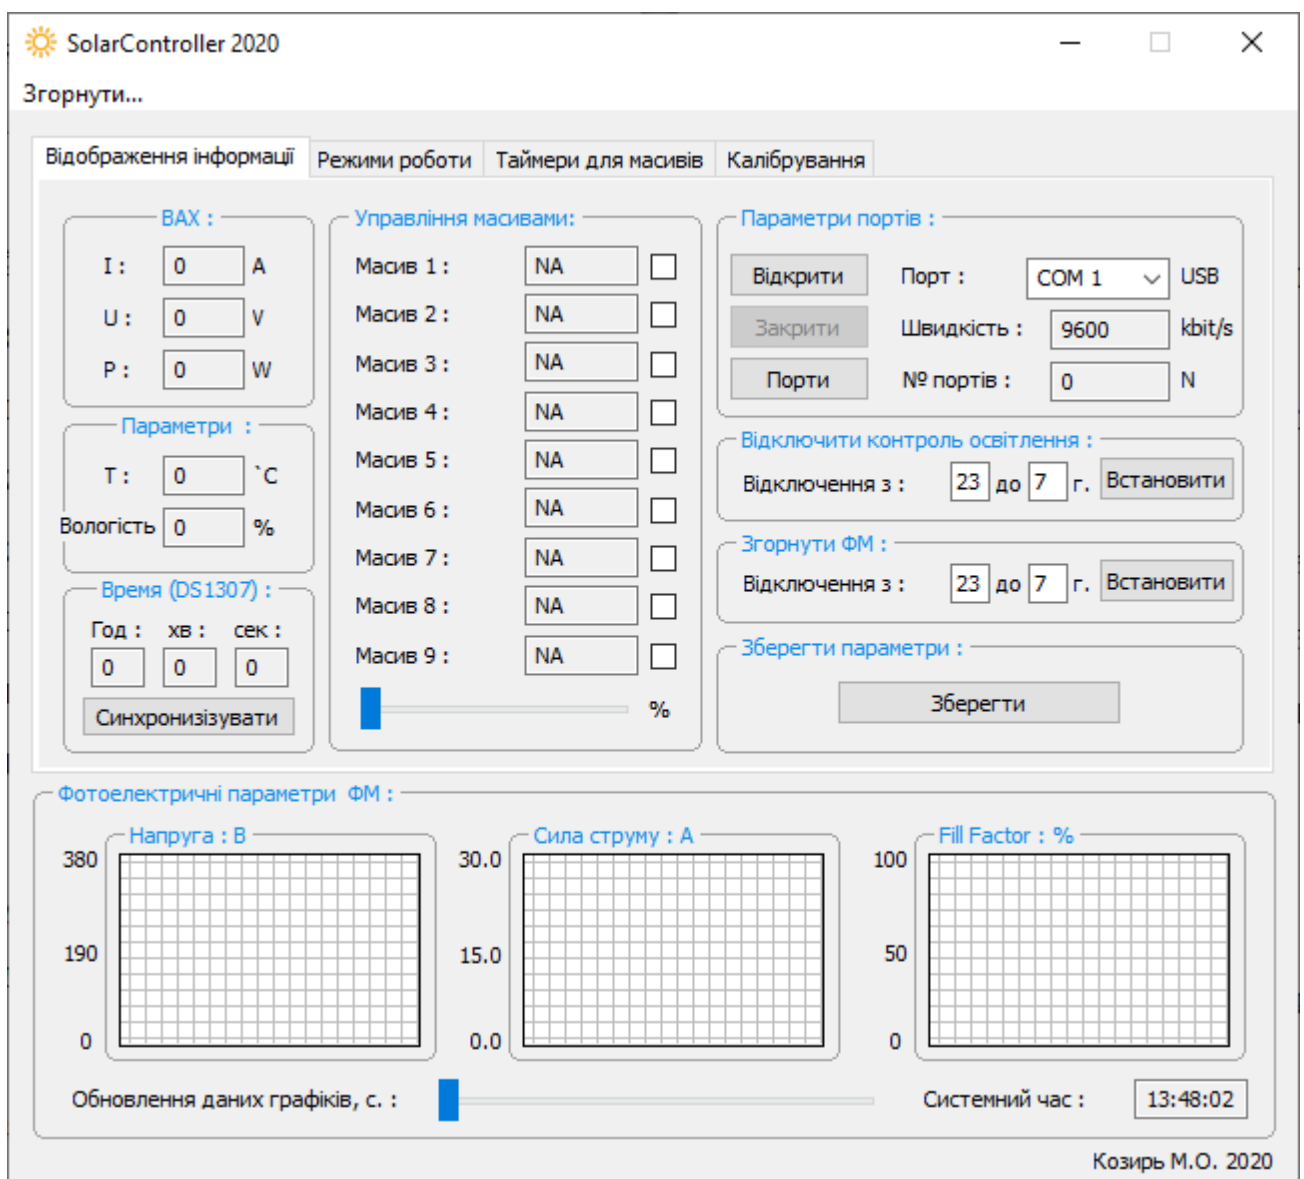 SolarController 2020
Згорнути...
Відображення інформації Режими роботи Таймери для масивів Калібрування
ВАХ :
I : 0 A
U : 0 V
P : 0 W
Параметри :
T : 0 `C
Вологість 0 %
Время (DS1307) :
Год : хв : сек :
0 0 0
Синхронизізувати
Управління масивами:
Масив 1 : NA
Масив 2 : NA
Масив 3 : NA
Масив 4 : NA
Масив 5 : NA
Масив 6 : NA
Масив 7 : NA
Масив 8 : NA
Масив 9 : NA
%
Параметри портів :
Відкрити Порт : COM 1 USB
Закрити Швидкість : 9600 kbit/s
Порти № портів : 0 N
Відключити контроль освітлення :
Відключення з : 23 до 7 г. Встановити
Згорнути ФМ :
Відключення з : 23 до 7 г. Встановити
Зберегти параметри :
Зберегти
Фотоелектричні параметри ФМ :
Напруга : В
380
190
0
Сила струму : А
30.0
15.0
0.0
Fill Factor : %
100
50
0
Обновлення даних графіків, с. :
Системний час : 13:48:02
Козирь М.О. 2020